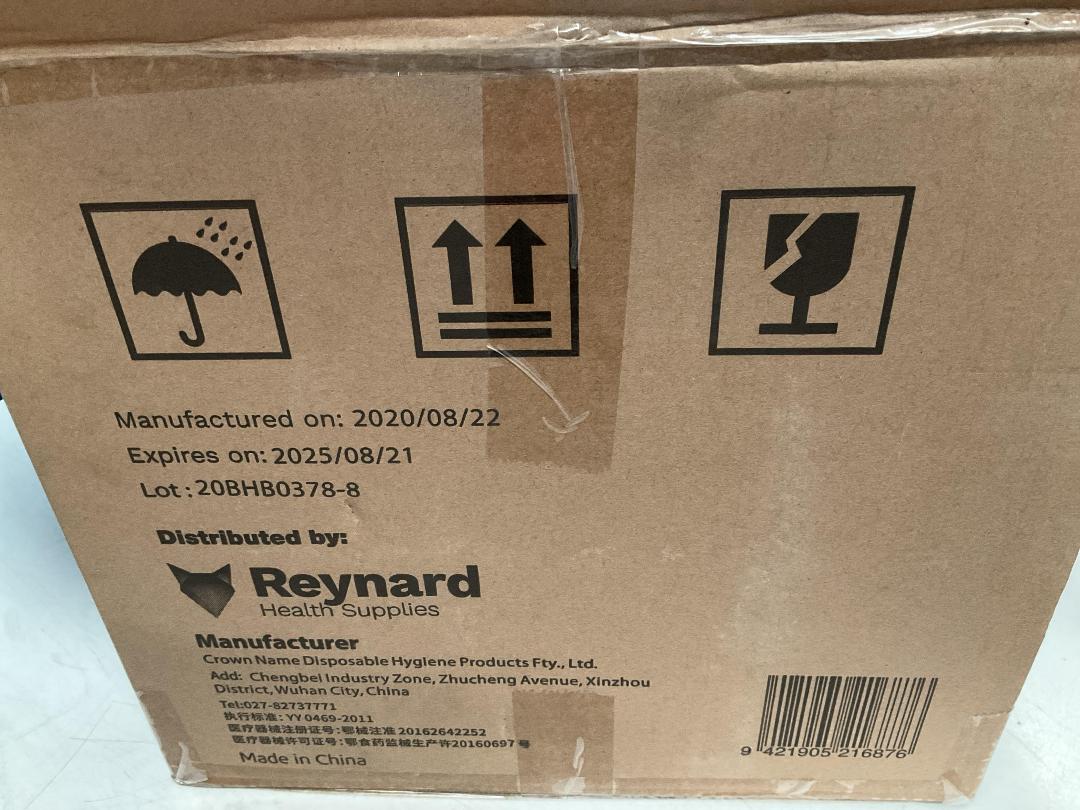 Manufactured on: 2020/08/22
Expires on: 2025/08/21
Lot: 20BHB0378-8
Distributed by:
Reynard
Health Supplies
Manufacturer
Crown Name Disposable Hygiene Products Fty., Ltd.
Add: Chengbei Industry Zone, Zhucheng Avenue, Xinzhou
District, Wuhan City, China
Tel:027-82737771
执行标准: YY 0469-2011
医疗器械注册证号: 鄂械注准 20162642252
医疗器械许可证号: 鄂食药监械生产许20160697号
Made in China
9 421905 216876